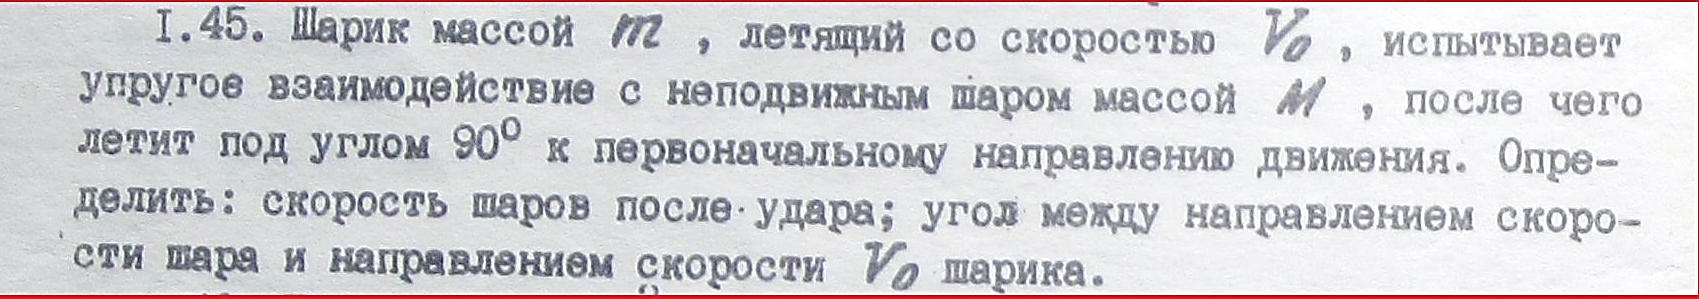 I.45. Шарик массой m , летящий со скоростью V₀ , испытывает
упругое взаимодействие с неподвижным шаром массой M , после чего
летит под углом 90⁰ к первоначальному направлению движения. Опре-
делить: скорость шаров после удара; угол между направлением скоро-
сти шара и направлением скорости V₀ шарика.